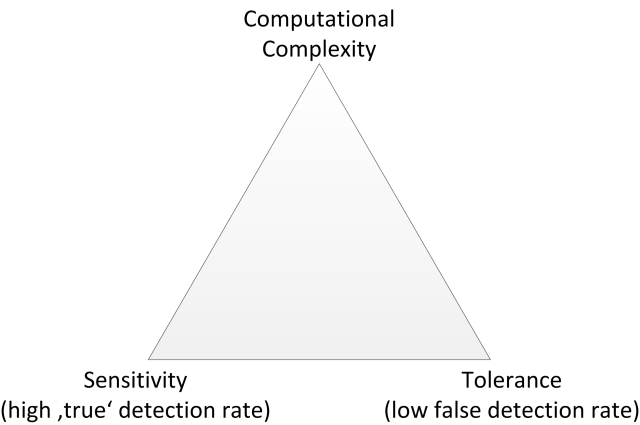 Computational
Complexity
Sensitivity
(high ‚true‘ detection rate)
Tolerance
(low false detection rate)